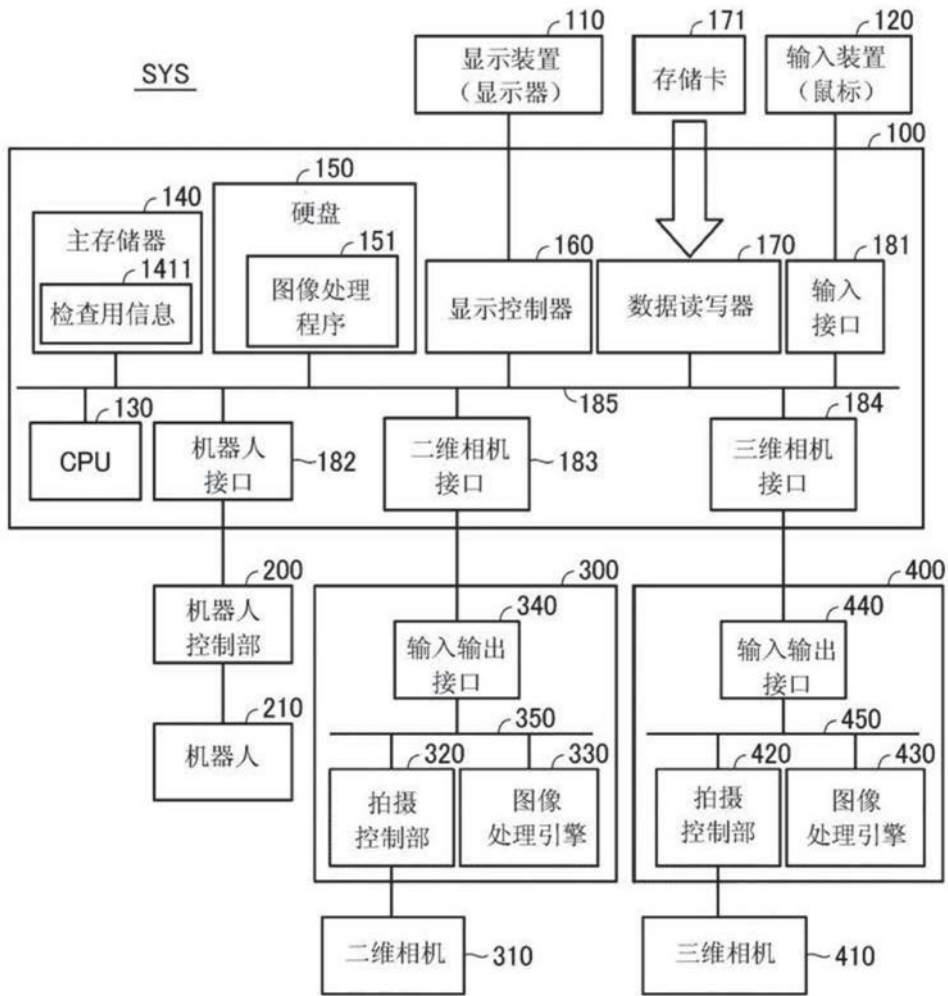 SYS
110
显示装置
（显示器）
171
存储卡
120
输入装置
（鼠标）
100
140
主存储器
1411
检查用信息
150
硬盘
151
图像处理
程序
160
显示控制器
170
数据读写器
181
输入
接口
185
130
CPU
机器人
接口
182
二维相机
接口
183
184
三维相机
接口
200
机器人
控制部
210
机器人
300
340
输入输出
接口
350
320
拍摄
控制部
330
图像
处理引擎
二维相机
310
400
440
输入输出
接口
450
420
拍摄
控制部
430
图像
处理引擎
三维相机
410